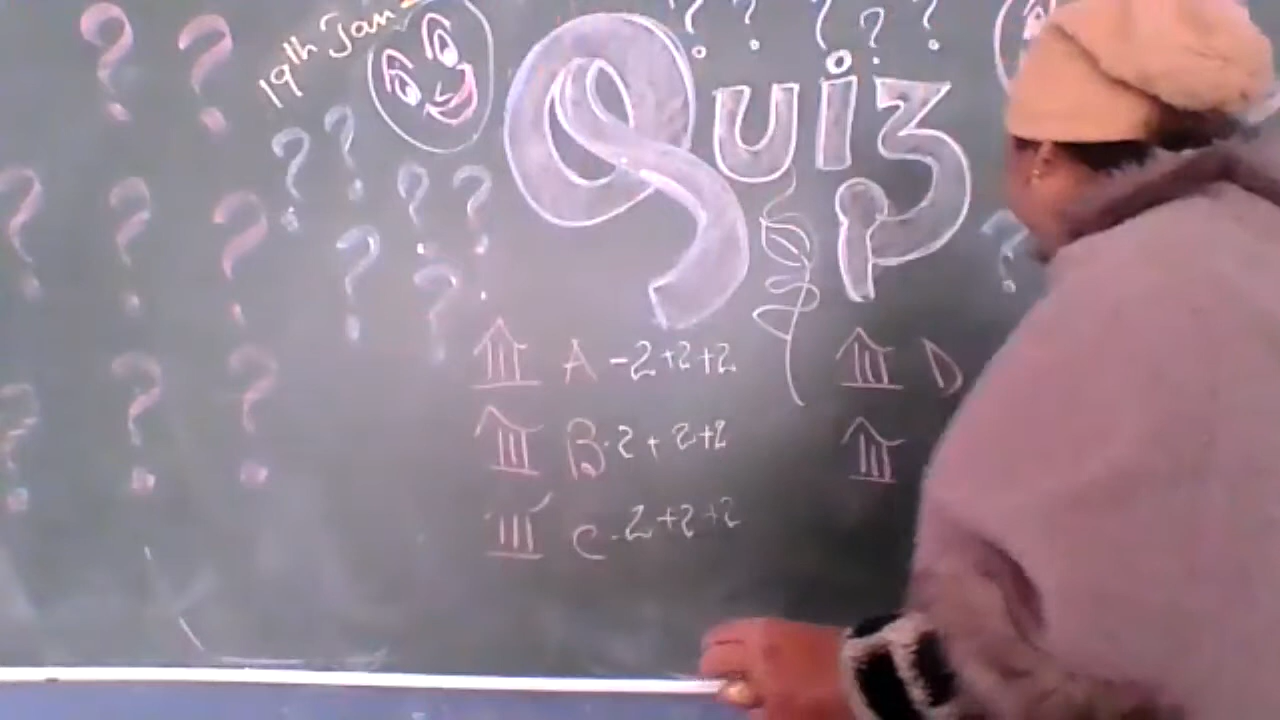 19th Jan
Quiz
? ? ? ? ? ? ? ? ? ? ? ? ? ? ? ? ? ? ? ? ?
A -2+2+2
B-2+2+2
C-2+2+2
D